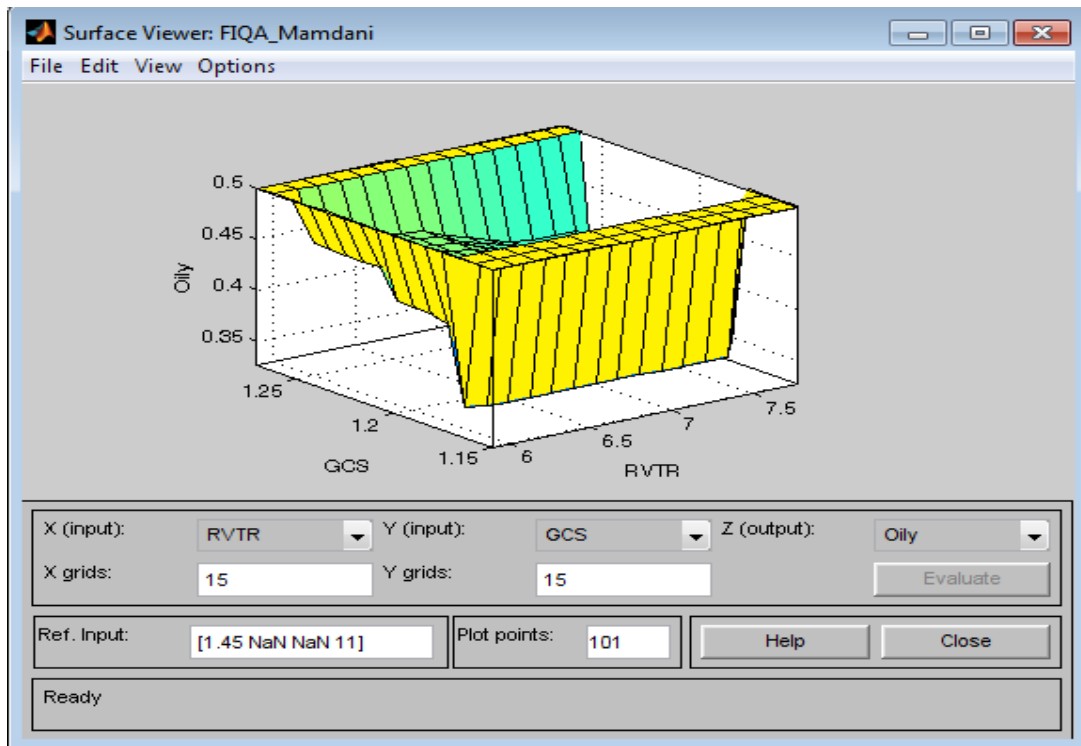 Surface Viewer: FIQA_Mamdani
File Edit View Options
0.5
0.45
0.4
0.35
Oily
1.25
1.2
1.15
GCS
6
6.5
7
7.5
RVTR
X (input): RVTR Y (input): GCS Z (output): Oily
X grids: 15 Y grids: 15 Evaluate
Ref. Input: [1.45 NaN NaN 11] Plot points: 101 Help Close
Ready